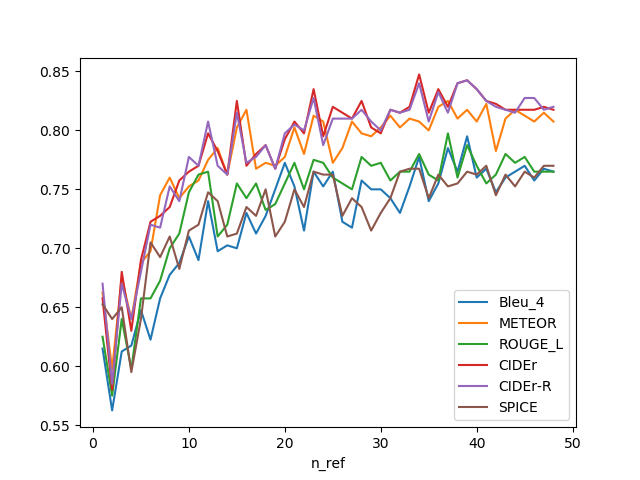 0.85
0.80
0.75
0.70
0.65
0.60
0.55
0 10 20 30 40 50
n_ref
Bleu_4
METEOR
ROUGE_L
CIDEr
CIDEr-R
SPICE